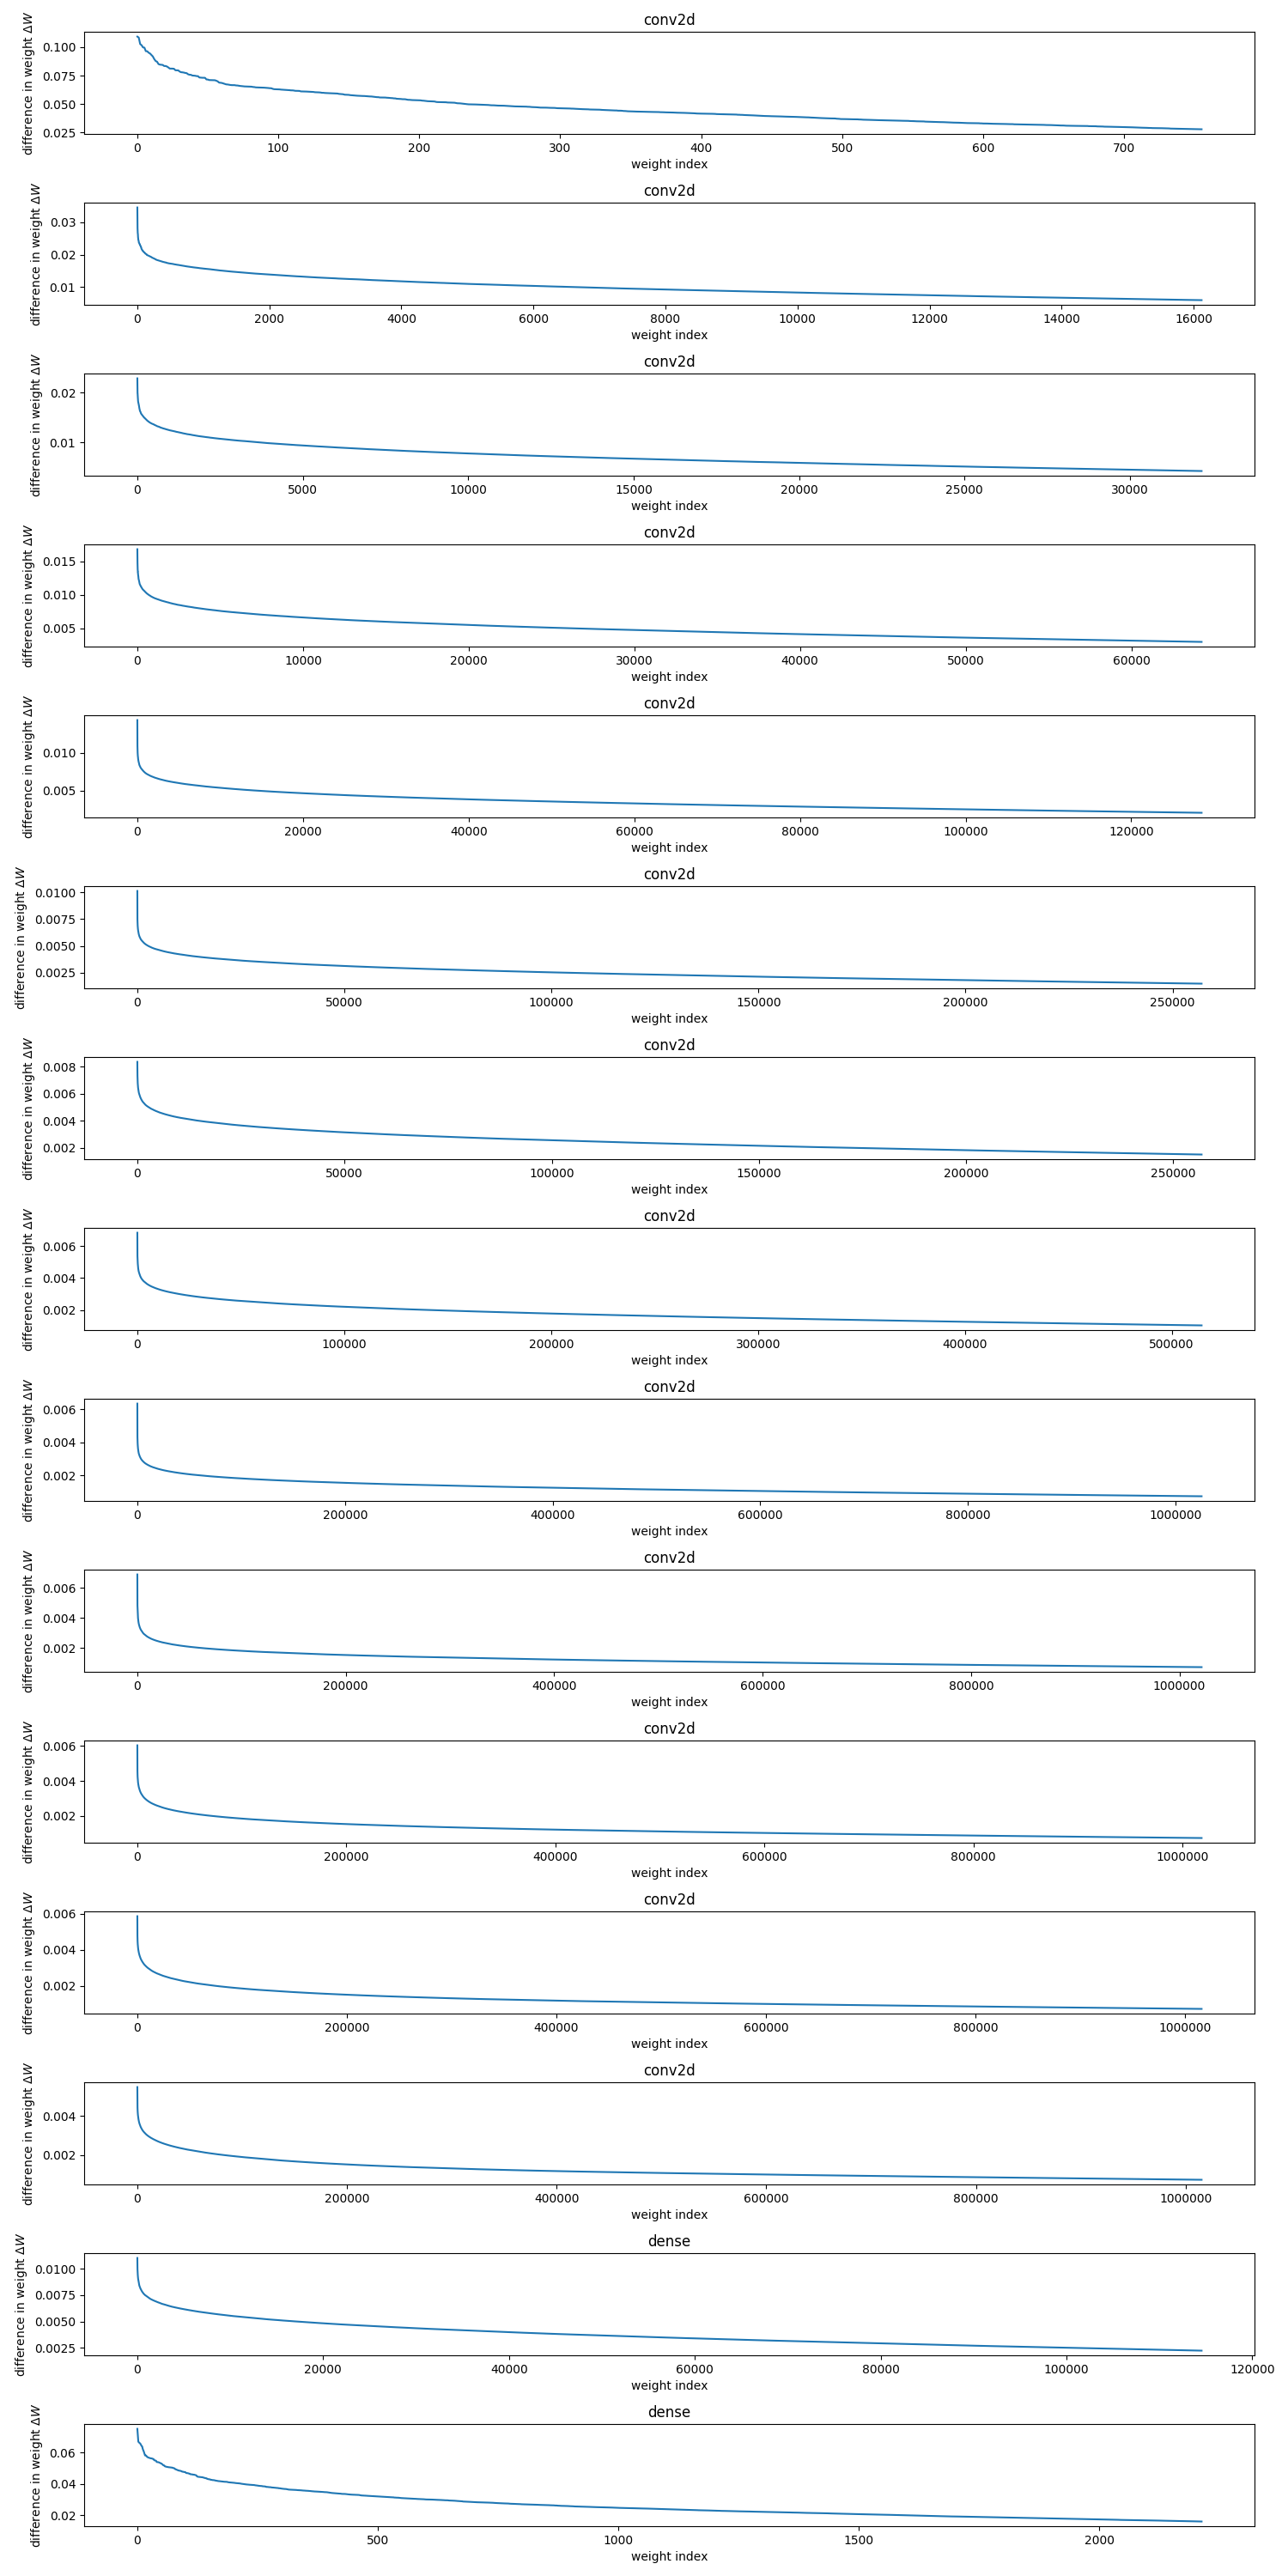 conv2d
difference in weight ΔW
0.100
0.075
0.050
0.025
0 100 200 300 400 500 600 700
weight index
conv2d
difference in weight ΔW
0.03
0.02
0.01
0 2000 4000 6000 8000 10000 12000 14000 16000
weight index
conv2d
difference in weight ΔW
0.02
0.01
0 5000 10000 15000 20000 25000 30000
weight index
conv2d
difference in weight ΔW
0.015
0.010
0.005
0 10000 20000 30000 40000 50000 60000
weight index
conv2d
difference in weight ΔW
0.010
0.005
0 20000 40000 60000 80000 100000 120000
weight index
conv2d
difference in weight ΔW
0.0100
0.0075
0.0050
0.0025
0 50000 100000 150000 200000 250000
weight index
conv2d
difference in weight ΔW
0.008
0.006
0.004
0.002
0 50000 100000 150000 200000 250000
weight index
conv2d
difference in weight ΔW
0.006
0.004
0.002
0 100000 200000 300000 400000 500000
weight index
conv2d
difference in weight ΔW
0.006
0.004
0.002
0 200000 400000 600000 800000 1000000
weight index
conv2d
difference in weight ΔW
0.006
0.004
0.002
0 200000 400000 600000 800000 1000000
weight index
conv2d
difference in weight ΔW
0.006
0.004
0.002
0 200000 400000 600000 800000 1000000
weight index
conv2d
difference in weight ΔW
0.006
0.004
0.002
0 200000 400000 600000 800000 1000000
weight index
conv2d
difference in weight ΔW
0.004
0.002
0 200000 400000 600000 800000 1000000
weight index
dense
difference in weight ΔW
0.0100
0.0075
0.0050
0.0025
0 20000 40000 60000 80000 100000 120000
weight index
dense
difference in weight ΔW
0.06
0.04
0.02
0 500 1000 1500 2000
weight index